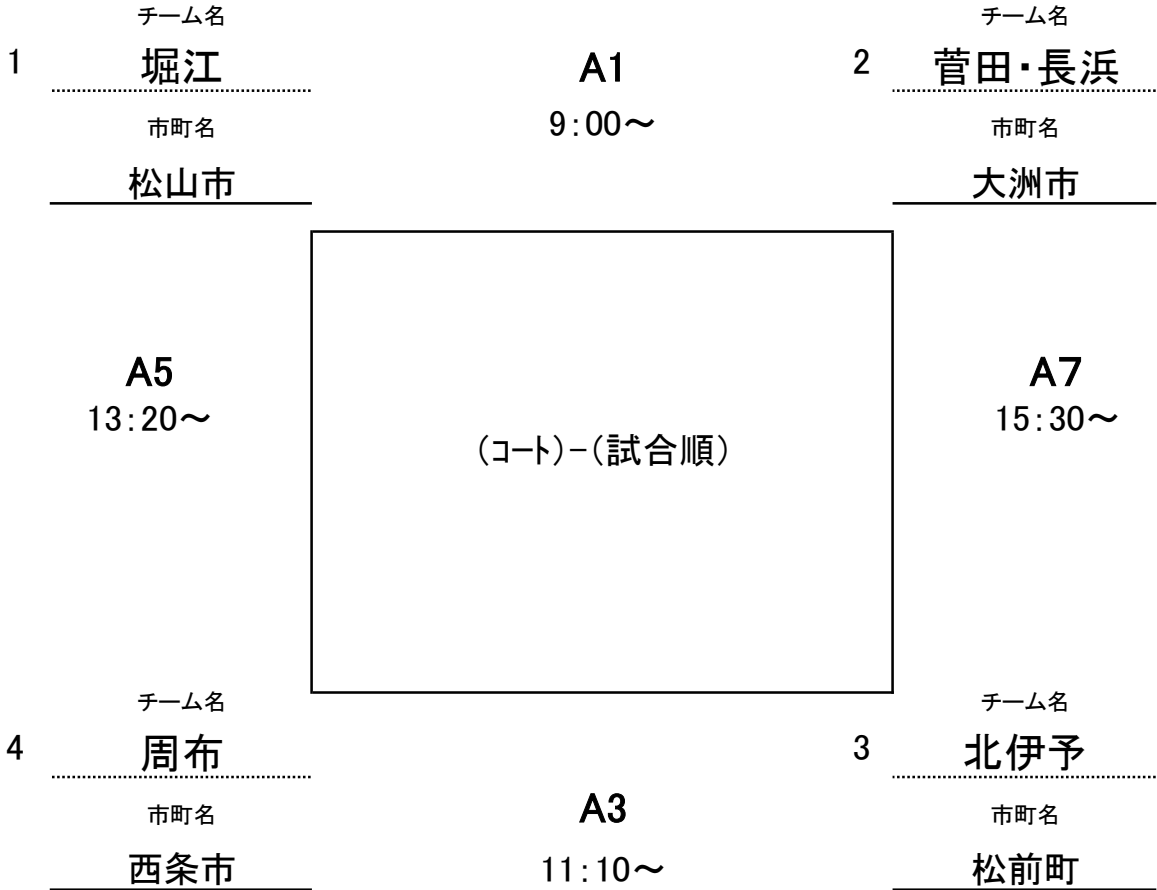 チーム名
チーム名
1
堀江
A1
2
菅田・長浜
9:00～
市町名
市町名
松山市
大洲市
A5
A7
13:20～
15:30～
(コート)-(試合順)
チーム名
チーム名
4
周布
3
北伊予
市町名
A3
市町名
西条市
11:10～
松前町